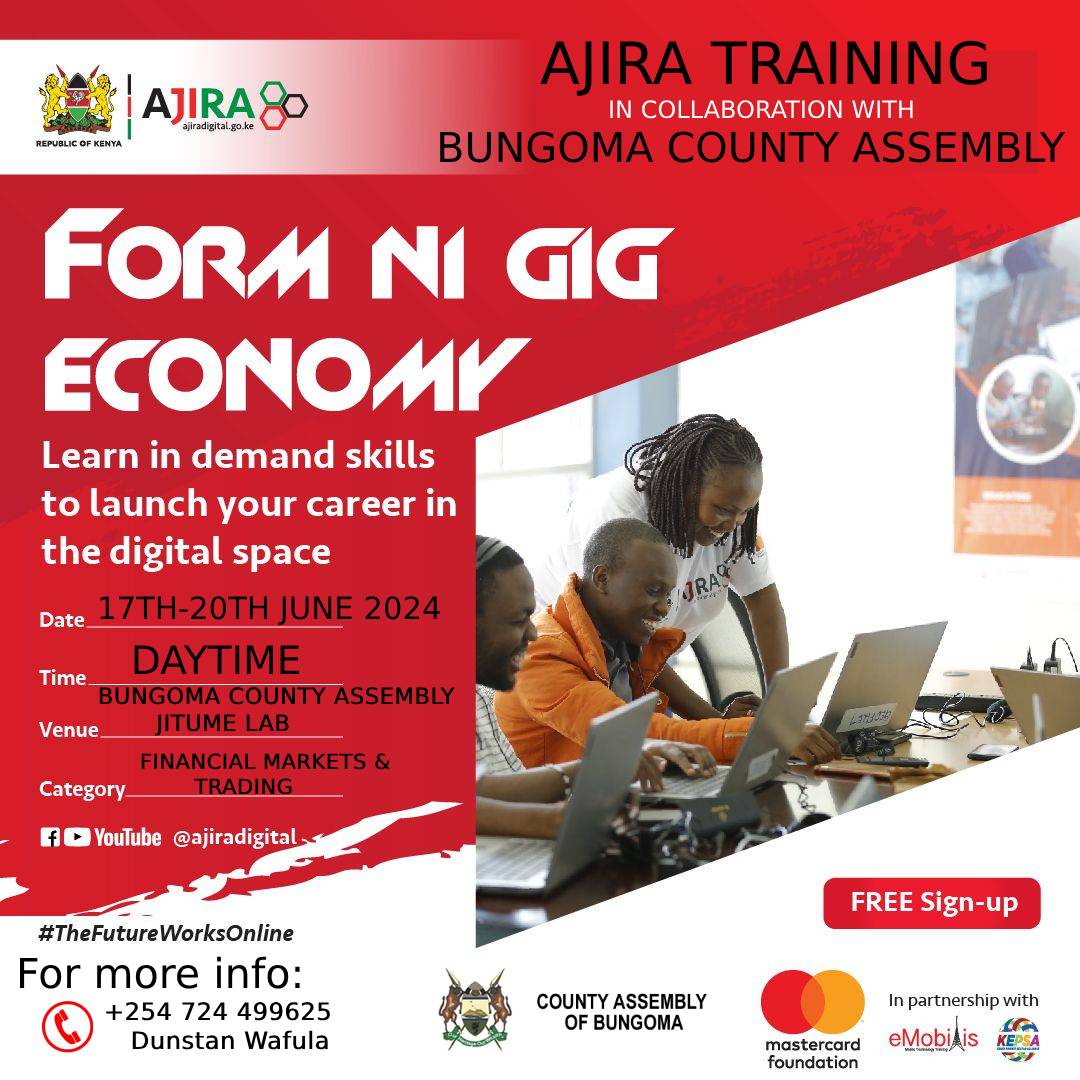 REPUBLIC OF KENYA
AJIRA
ajiradigital.go.ke
AJIRA TRAINING
IN COLLABORATION WITH
BUNGOMA COUNTY ASSEMBLY
FORM NI GIG
ECONOMY
Learn in demand skills
to launch your career in
the digital space
Date 17TH-20TH JUNE 2024
Time DAYTIME
Venue BUNGOMA COUNTY ASSEMBLY
JITUME LAB
Category FINANCIAL MARKETS &
TRADING
YouTube @ajiradigital
#TheFutureWorksOnline
For more info:
+254 724 499625
Dunstan Wafula
FREE Sign-up
COUNTY ASSEMBLY
OF BUNGOMA
mastercard
foundation
In partnership with
eMobilis
Mobile Technology Training
KEPSA